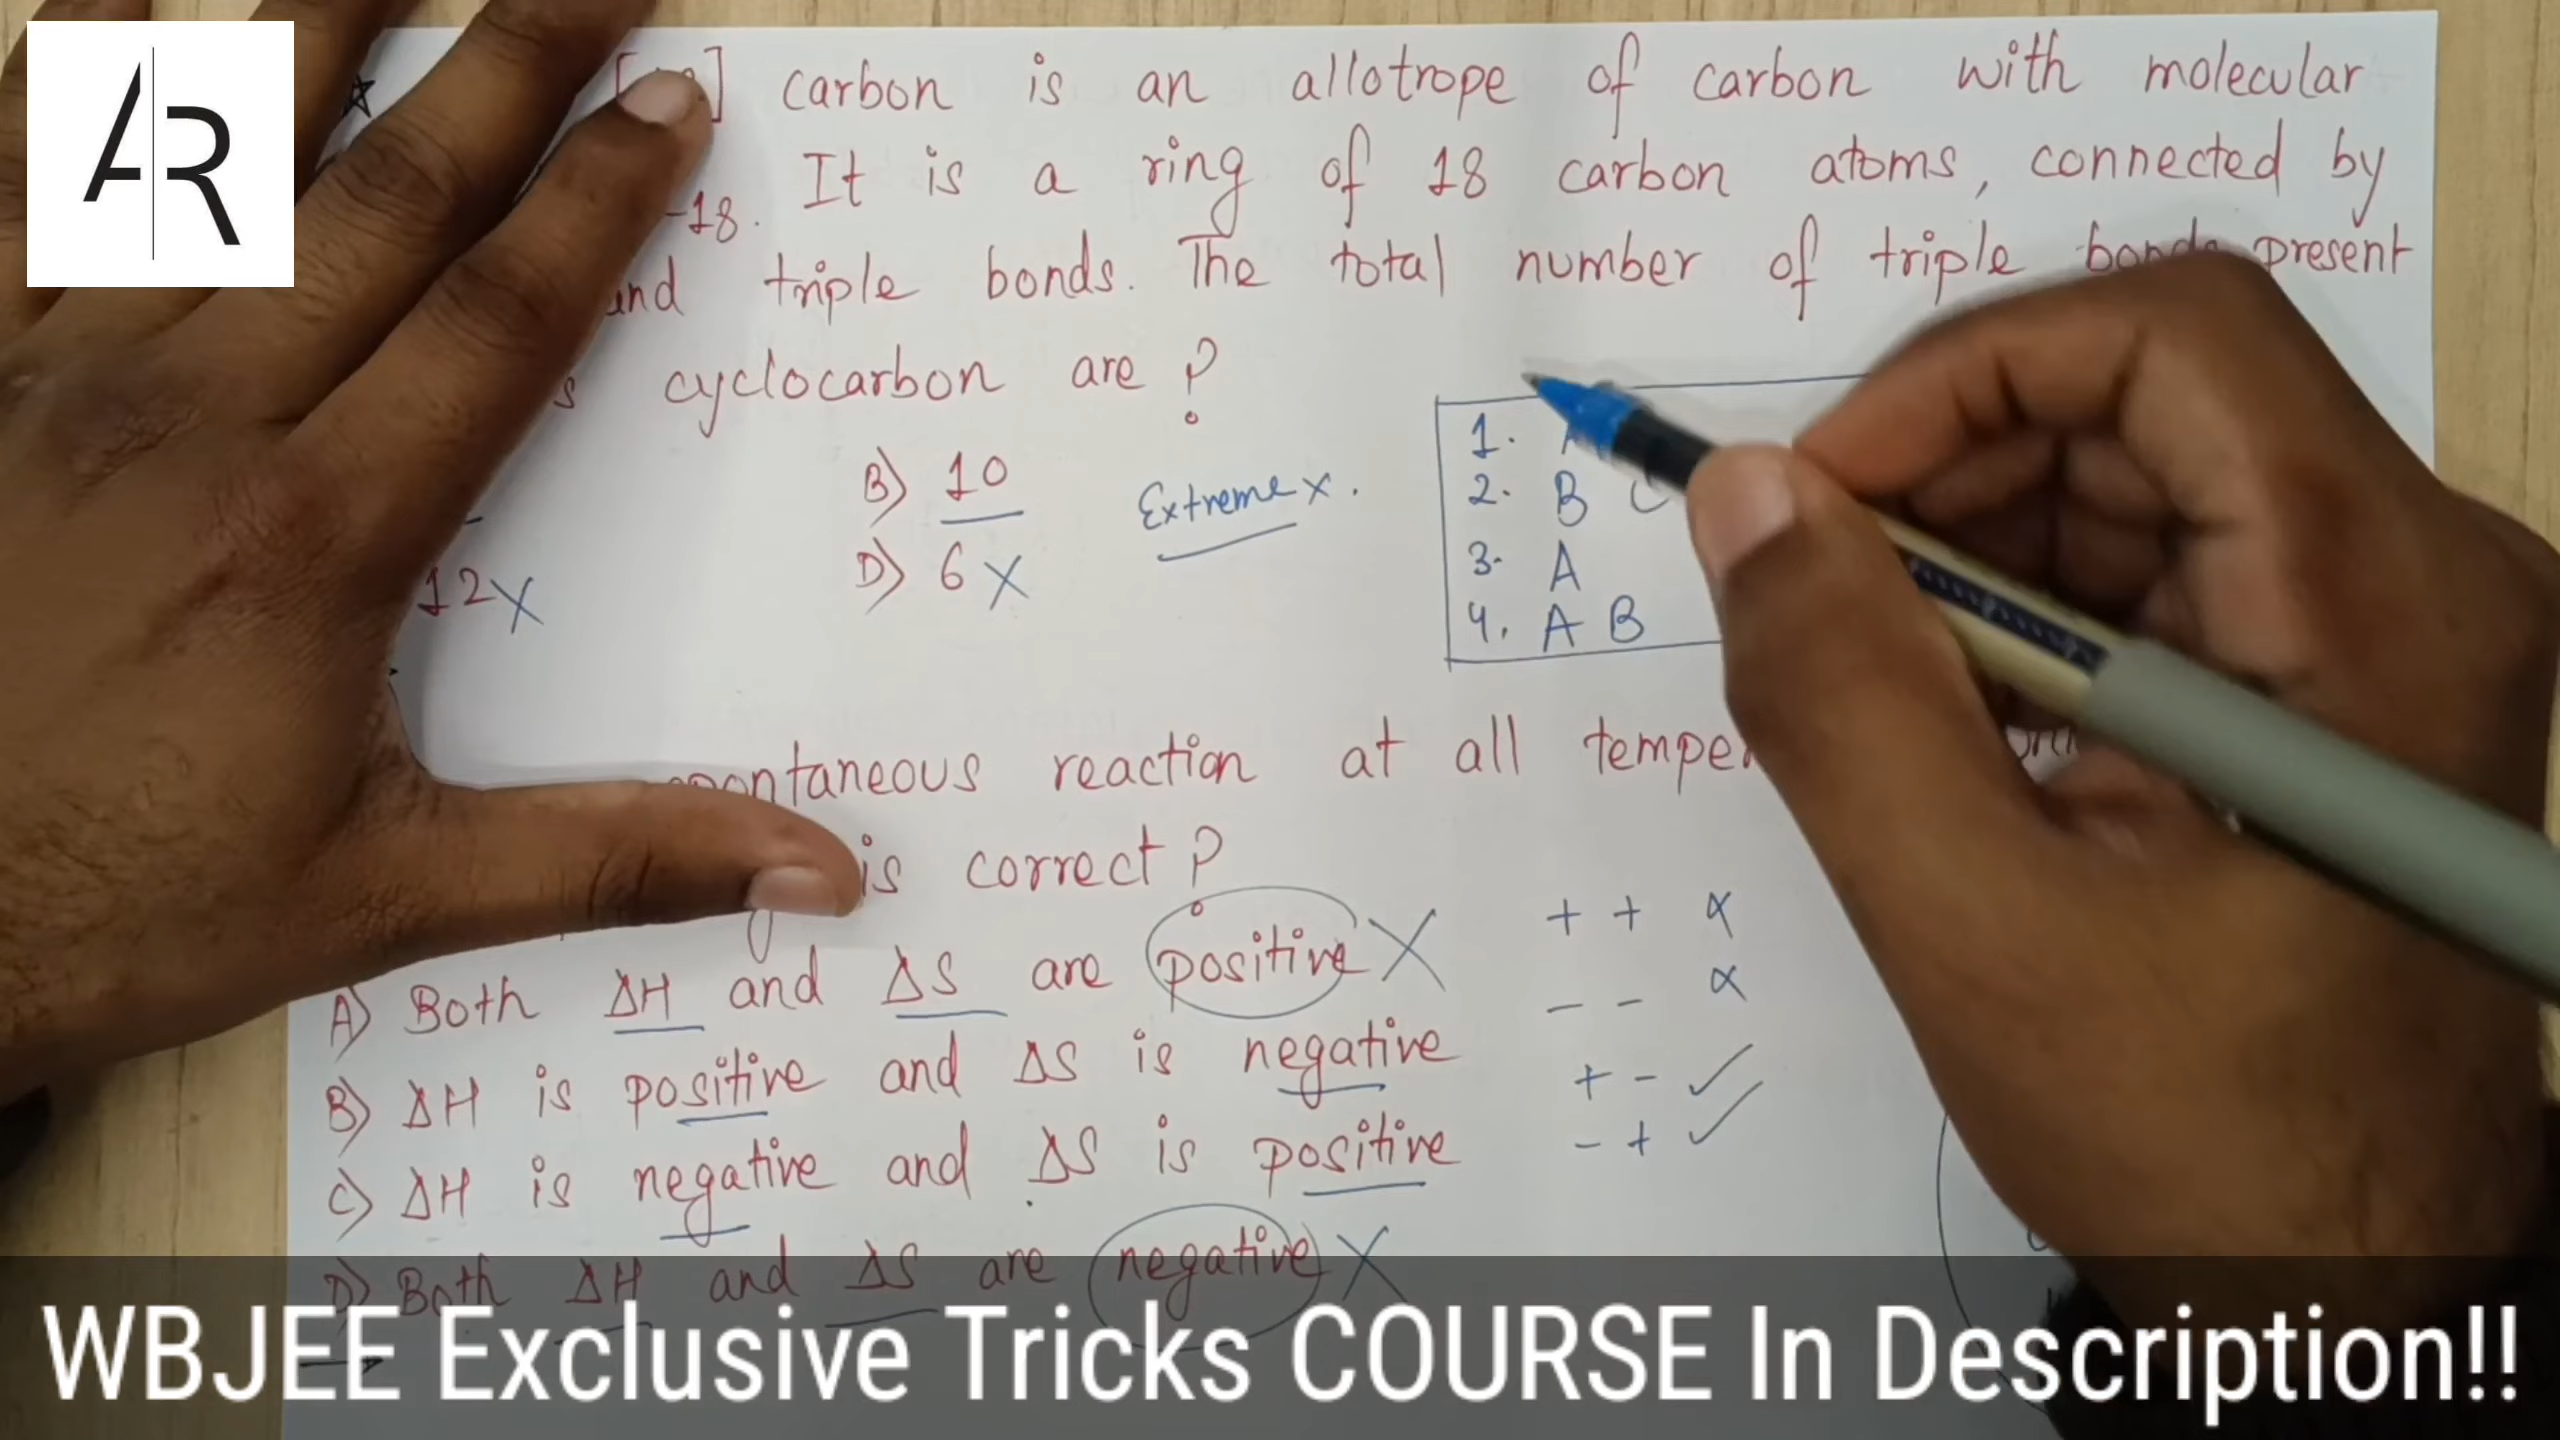 AR
carbon is an allotrope of carbon with molecular
-18. It is a ring of 18 carbon atoms, connected by
and triple bonds. The total number of triple bonds present
cyclocarbon are ?
B) 10
Extreme x.
12 X
D) 6 X
1. A
2. B C
3. A
4. A B
spontaneous reaction at all
is correct ?
A) Both ΔH and ΔS are positive X
B) ΔH is positive and ΔS is negative
C) ΔH is negative and ΔS is positive
D) Both ΔH and ΔS are negative X
+ +
- -
+ - ✓
- + ✓
WBJEE Exclusive Tricks COURSE In Description!!